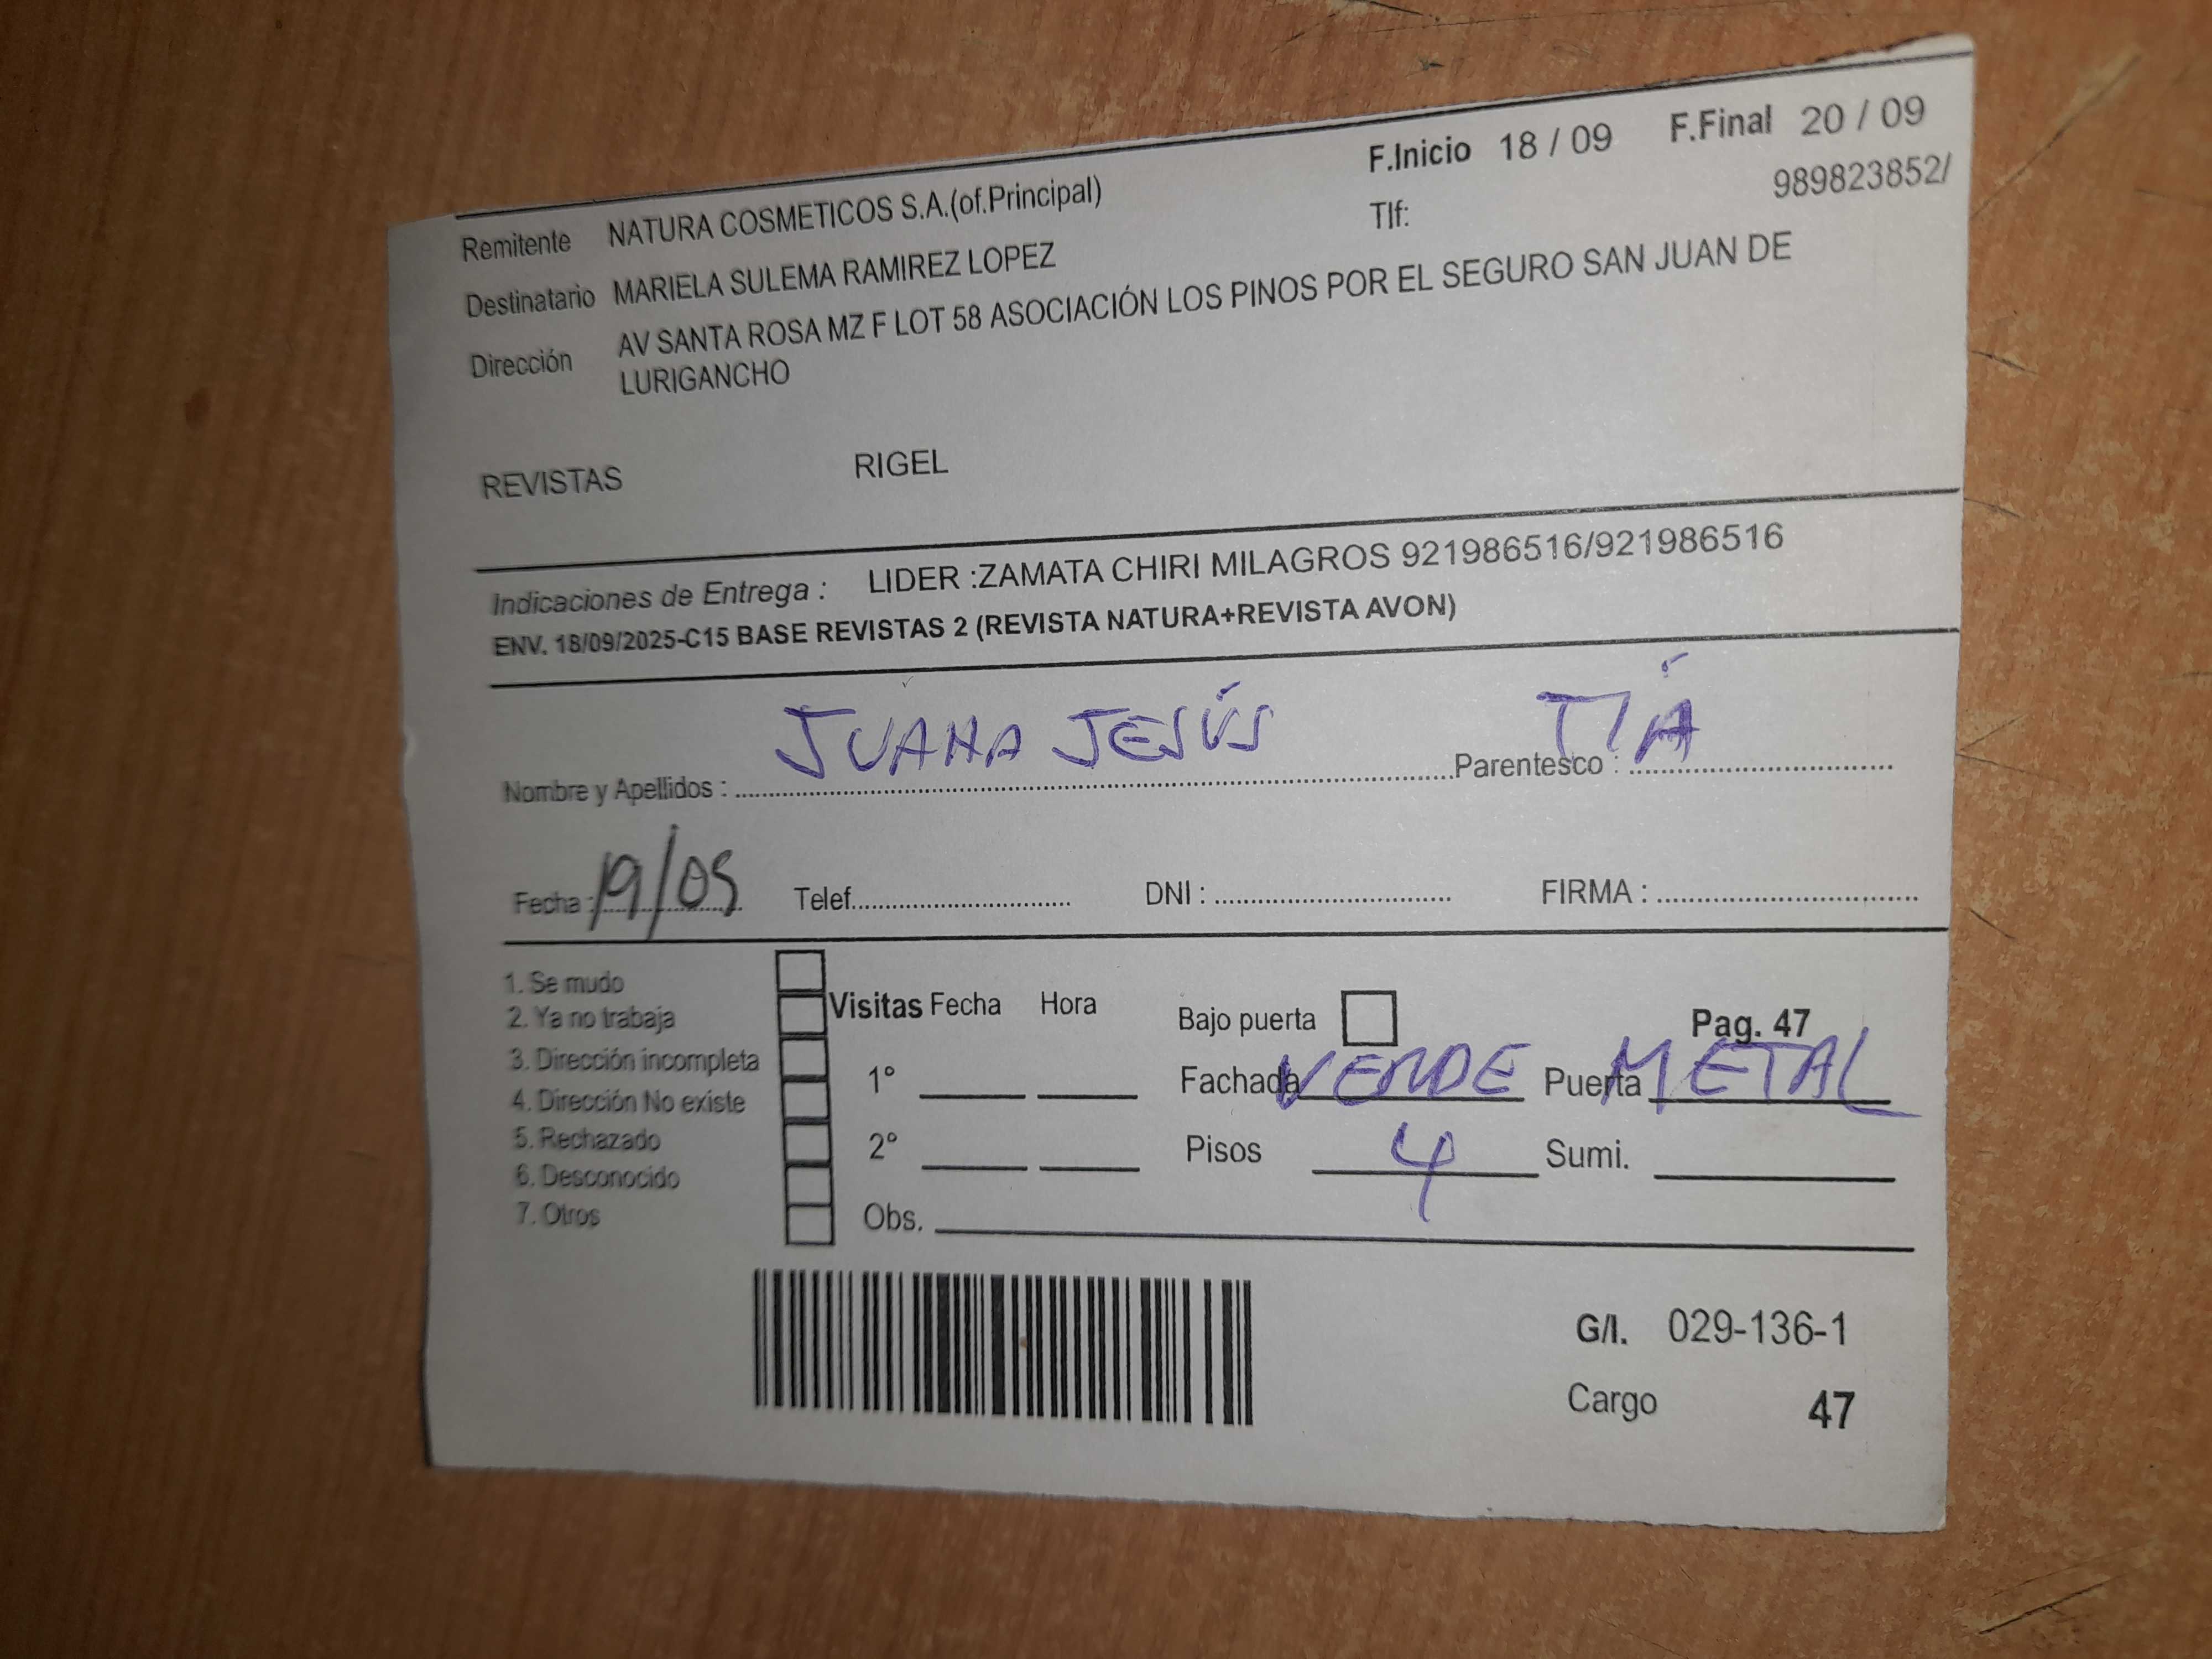 F.Inicio 18 / 09 F.Final 20 / 09
Remitente NATURA COSMETICOS S.A.(of.Principal) Tlf: 989823852/
Destinatario MARIELA SULEMA RAMIREZ LOPEZ
Dirección AV SANTA ROSA MZ F LOT 58 ASOCIACIÓN LOS PINOS POR EL SEGURO SAN JUAN DE
LURIGANCHO
REVISTAS RIGEL
Indicaciones de Entrega : LIDER :ZAMATA CHIRI MILAGROS 921986516/921986516
ENV. 18/09/2025-C15 BASE REVISTAS 2 (REVISTA NATURA+REVISTA AVON)
Nombre y Apellidos : JUANA JESÚS Parentesco : TÍA
Fecha : 19/09 Telef. DNI : FIRMA :
1. Se mudo
2. Ya no trabaja Visitas Fecha Hora Bajo puerta Pag. 47
3. Dirección incompleta 1° Fachada VERDE Puerta METAL
4. Dirección No existe
5. Rechazado 2° Pisos 4 Sumi.
6. Desconocido
7. Otros Obs.
G/I. 029-136-1
Cargo 47